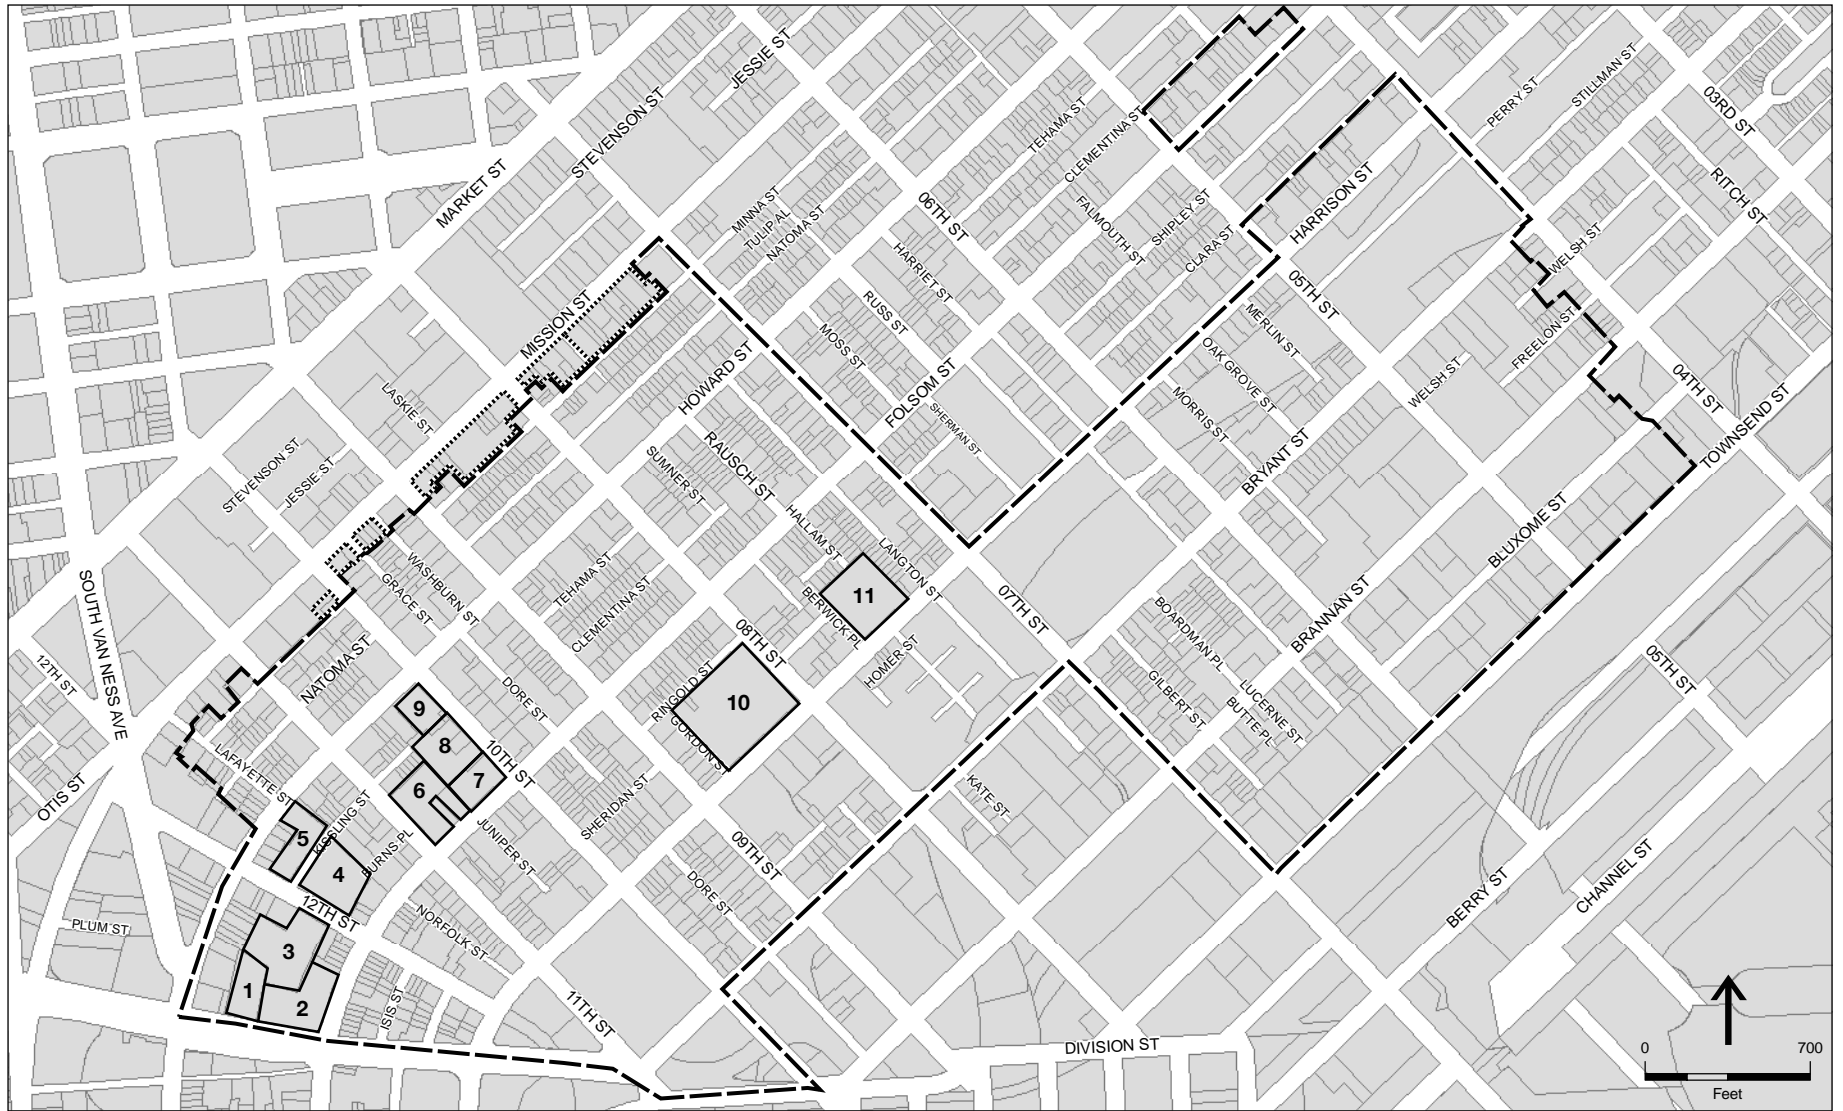 JESSIE ST
STILLMAN ST
PERRY ST
03RD ST
STEVENSON ST
TEHAMA ST
CLEMENTINA ST
MARKET ST
RITCH ST
MINNA ST
TULIP AL
NATOMA ST
06TH ST
FALMOUTH ST
SHIPLEY ST
CLARA ST
HARRISON ST
WELSH ST
HARRIET ST
05TH ST
RUSS ST
MOSS ST
MERLIN ST
OAK GROVE ST
MISSION ST
FREELON ST
HOWARD ST
FOLSOM ST
WELSH ST
04TH ST
TOWNSEND ST
LASKIE ST
MORRIS ST
SHERMAN ST
BRYANT ST
STEVENSON ST
JESSIE ST
RAUSCH ST
SUMNER ST
BLUXOME ST
HALLAM ST
LANGTON ST
WASHBURN ST
GRACE ST
TEHAMA ST
CLEMENTINA ST
SOUTH VAN NESS AVE
11
BERWICK PL
07TH ST
BOARDMAN PL
BRANNAN ST
12TH ST
NATOMA ST
08TH ST
HOMER ST
05TH ST
RINGOLD ST
10
GORDON ST
DORE ST
GILBERT ST
LUCERNE ST
BUTTE PL
9
8
10TH ST
7
6
LAFAYETTE ST
OTIS ST
KISSLING ST
SHERIDAN ST
KATE ST
5
BURNS PL
JUNIPER ST
09TH ST
4
DORE ST
BERRY ST
CHANNEL ST
12TH ST
PLUM ST
NORFOLK ST
3
1
2
ISIS ST
11TH ST
DIVISION ST
0
700
Feet